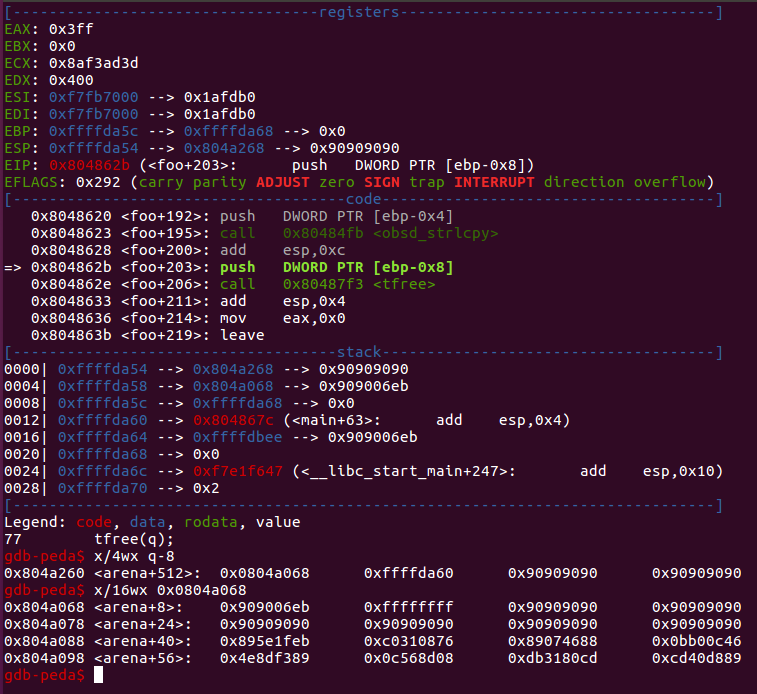 [----------------------------------registers-----------------------------------]
EAX: 0x3ff
EBX: 0x0
ECX: 0x8af3ad3d
EDX: 0x400
ESI: 0xf7fb7000 --> 0x1afdb0
EDI: 0xf7fb7000 --> 0x1afdb0
EBP: 0xffffda5c --> 0xffffda68 --> 0x0
ESP: 0xffffda54 --> 0x804a268 --> 0x90909090
EIP: 0x804862b (<foo+203>:      push   DWORD PTR [ebp-0x8])
EFLAGS: 0x292 (carry parity ADJUST zero SIGN trap INTERRUPT direction overflow)
[-------------------------------------code-------------------------------------]
   0x8048620 <foo+192>: push   DWORD PTR [ebp-0x4]
   0x8048623 <foo+195>: call   0x80484fb <obsd_strlcpy>
   0x8048628 <foo+200>: add    esp,0xc
=> 0x804862b <foo+203>: push   DWORD PTR [ebp-0x8]
   0x804862e <foo+206>: call   0x80487f3 <tfree>
   0x8048633 <foo+211>: add    esp,0x4
   0x8048636 <foo+214>: mov    eax,0x0
   0x804863b <foo+219>: leave
[------------------------------------stack-------------------------------------]
0000| 0xffffda54 --> 0x804a268 --> 0x90909090
0004| 0xffffda58 --> 0x804a068 --> 0x909006eb
0008| 0xffffda5c --> 0xffffda68 --> 0x0
0012| 0xffffda60 --> 0x804867c (<main+63>:      add    esp,0x4)
0016| 0xffffda64 --> 0xffffdbee --> 0x909006eb
0020| 0xffffda68 --> 0x0
0024| 0xffffda6c --> 0xf7e1f647 (<__libc_start_main+247>:       add    esp,0x10)
0028| 0xffffda70 --> 0x2
[------------------------------------------------------------------------------]
Legend: code, data, rodata, value
77        tfree(q);
gdb-peda$ x/4wx q-8
0x804a260 <arena+512>:  0x0804a068      0xffffda60      0x90909090      0x90909090
gdb-peda$ x/16wx 0x0804a068
0x804a068 <arena+8>:    0x909006eb      0xffffffff      0x90909090      0x90909090
0x804a078 <arena+24>:   0x90909090      0x90909090      0x90909090      0x90909090
0x804a088 <arena+40>:   0x895e1feb      0xc0310876      0x89074688      0x0bb00c46
0x804a098 <arena+56>:   0x4e8df389      0x0c568d08      0xdb3180cd      0xcd40d889
gdb-peda$